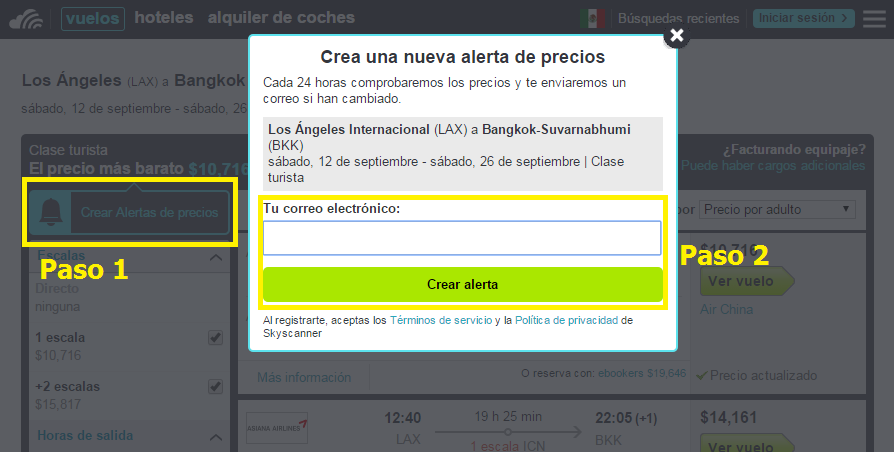 vuelos hoteles alquiler de coches
Búsquedas recientes
Iniciar sesión
Los Ángeles (LAX) a Bangkok
sábado, 12 de septiembre - sábado, 26
Crea una nueva alerta de precios
Cada 24 horas comprobaremos los precios y te enviaremos un
correo si han cambiado.
Los Ángeles Internacional (LAX) a Bangkok-Suvarnabhumi
(BKK)
sábado, 12 de septiembre - sábado, 26 de septiembre | Clase
turista
Tu correo electrónico:
Crear alerta
Al registrarte, aceptas los Términos de servicio y la Política de privacidad de
Skyscanner
Clase turista
El precio más barato $10,716
Crear Alertas de precios
Paso 1
Paso 2
¿Facturando equipaje?
Puede haber cargos adicionales
por Precio por adulto
Escalas
Directo
ninguna
1 escala
$10,716
+2 escalas
$15,817
Horas de salida
$10,716
Ver vuelo
Air China
Más información
O reserva con: ebookers $19,646
Precio actualizado
ASIANA AIRLINES
12:40 19 h 25 min 22:05 (+1)
LAX 1 escala ICN BKK
$14,161
Ver vuelo